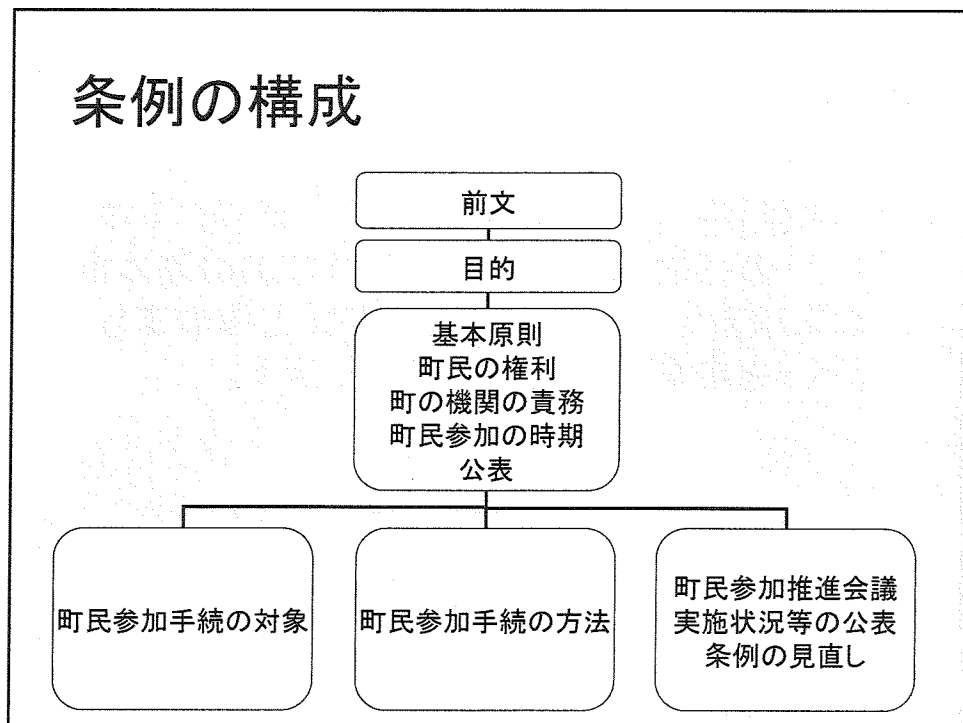 条例の構成
前文
目的
基本原則
町民の権利
町の機関の責務
町民参加の時期
公表
町民参加手続の対象
町民参加手続の方法
町民参加推進会議
実施状況等の公表
条例の見直し